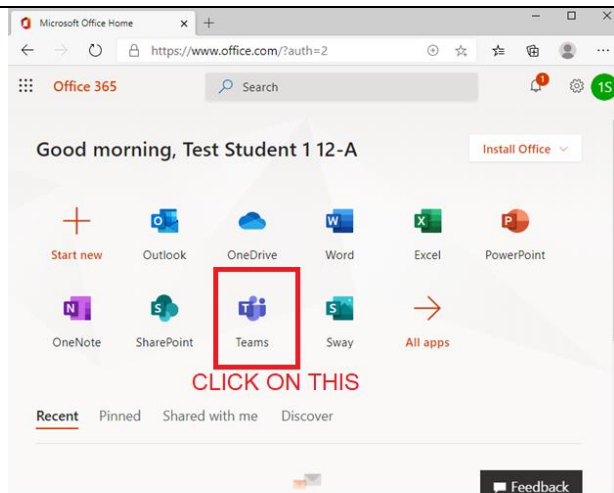 Microsoft Office Home
https://www.office.com/?auth=2
Office 365
Search
1
1S
Good morning, Test Student 1 12-A
Install Office
Start new
Outlook
OneDrive
Word
Excel
PowerPoint
OneNote
SharePoint
Teams
Sway
All apps
CLICK ON THIS
Recent Pinned Shared with me Discover
Feedback